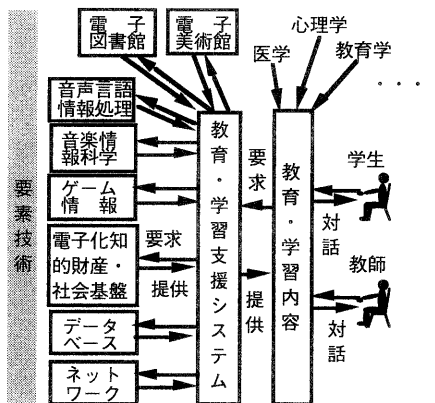 電子
図書館
電子
美術館
心理学
医学
教育学
・・・
音声言語
情報処理
音楽情
報科学
ゲーム
情報
電子化知
的財産・
社会基盤
データ
ベース
ネット
ワーク
要素技術
要求
提供
教育・学習支援システム
要求
提供
教育・学習内容
学生
対話
教師
対話